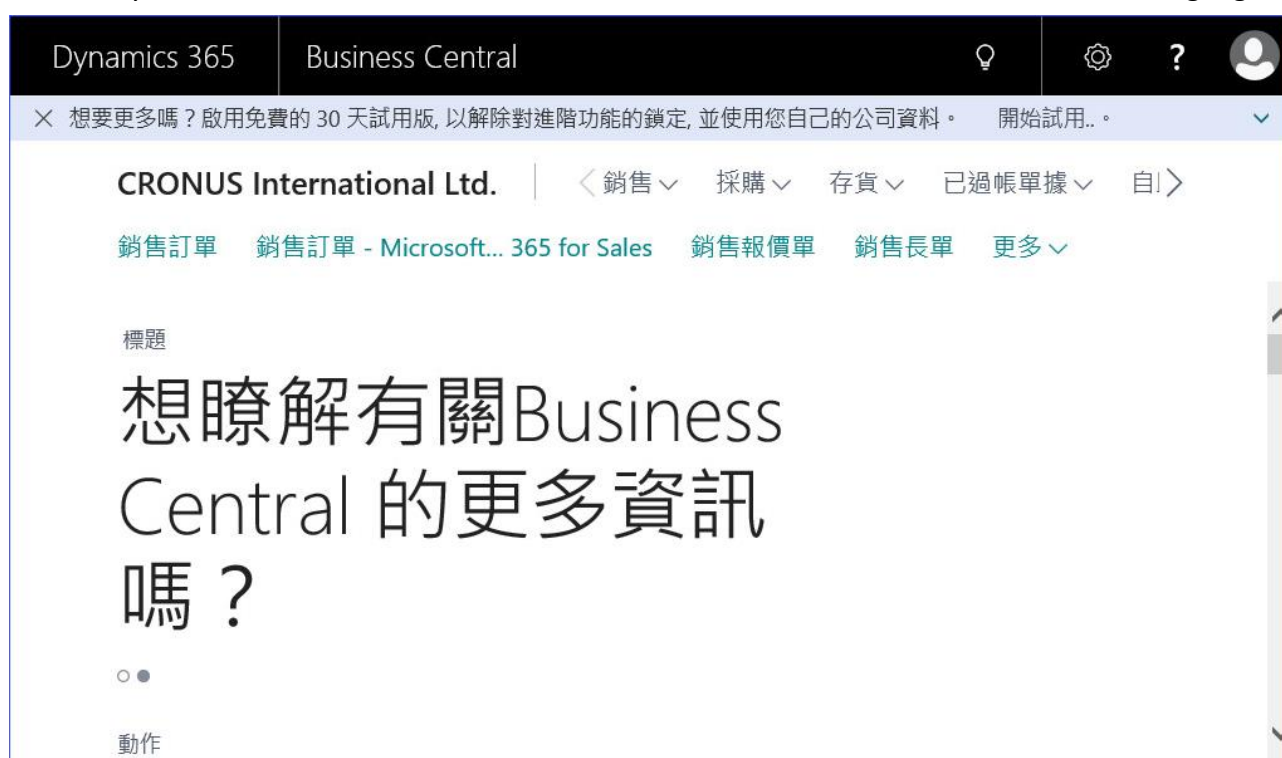 Dynamics 365 Business Central ?
想要更多嗎？啟用免費的 30 天試用版, 以解除對進階功能的鎖定, 並使用您自己的公司資料。 開始試用..。
CRONUS International Ltd. 銷售 採購 存貨 已過帳單據 自
銷售訂單 銷售訂單 - Microsoft... 365 for Sales 銷售報價單 銷售長單 更多
標題
想瞭解有關Business
Central 的更多資訊
嗎？
動作